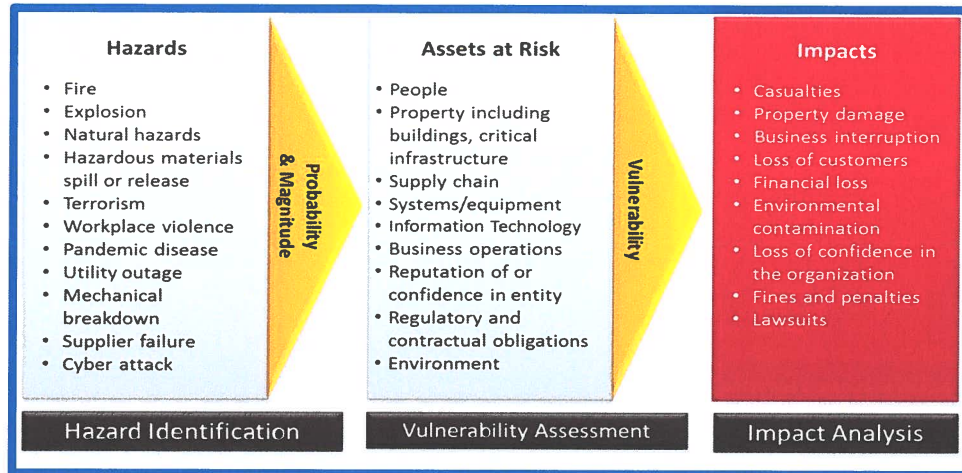 Hazards
• Fire
• Explosion
• Natural hazards
• Hazardous materials
spill or release
• Terrorism
• Workplace violence
• Pandemic disease
• Utility outage
• Mechanical
breakdown
• Supplier failure
• Cyber attack
Probability
& Magnitude
Assets at Risk
• People
• Property including
buildings, critical
infrastructure
• Supply chain
• Systems/equipment
• Information Technology
• Business operations
• Reputation of or
confidence in entity
• Regulatory and
contractual obligations
• Environment
Vulnerability
Impacts
• Casualties
• Property damage
• Business interruption
• Loss of customers
• Financial loss
• Environmental
contamination
• Loss of confidence in
the organization
• Fines and penalties
• Lawsuits
Hazard Identification
Vulnerability Assessment
Impact Analysis